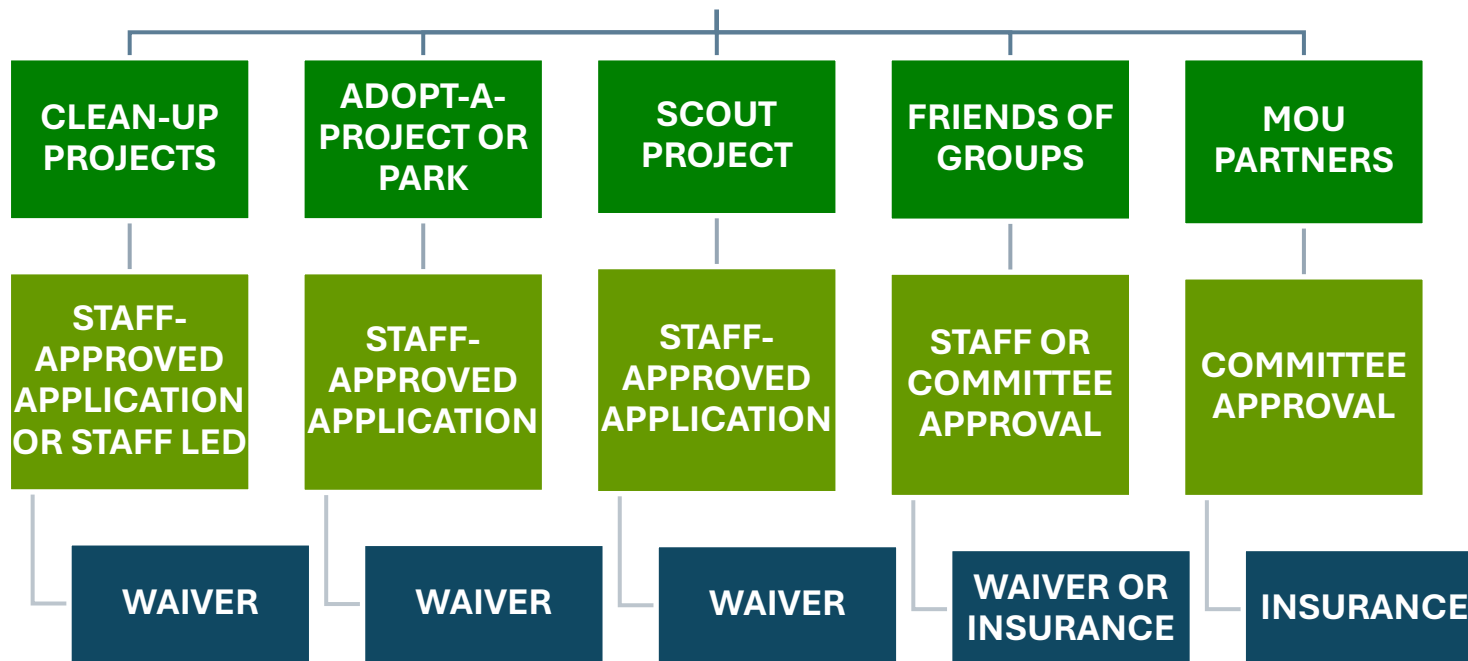 CLEAN-UP
PROJECTS
ADOPT-A-
PROJECT OR
PARK
SCOUT
PROJECT
FRIENDS OF
GROUPS
MOU
PARTNERS
STAFF-
APPROVED
APPLICATION
OR STAFF LED
STAFF-
APPROVED
APPLICATION
STAFF-
APPROVED
APPLICATION
STAFF OR
COMMITTEE
APPROVAL
COMMITTEE
APPROVAL
WAIVER
WAIVER
WAIVER
WAIVER OR
INSURANCE
INSURANCE